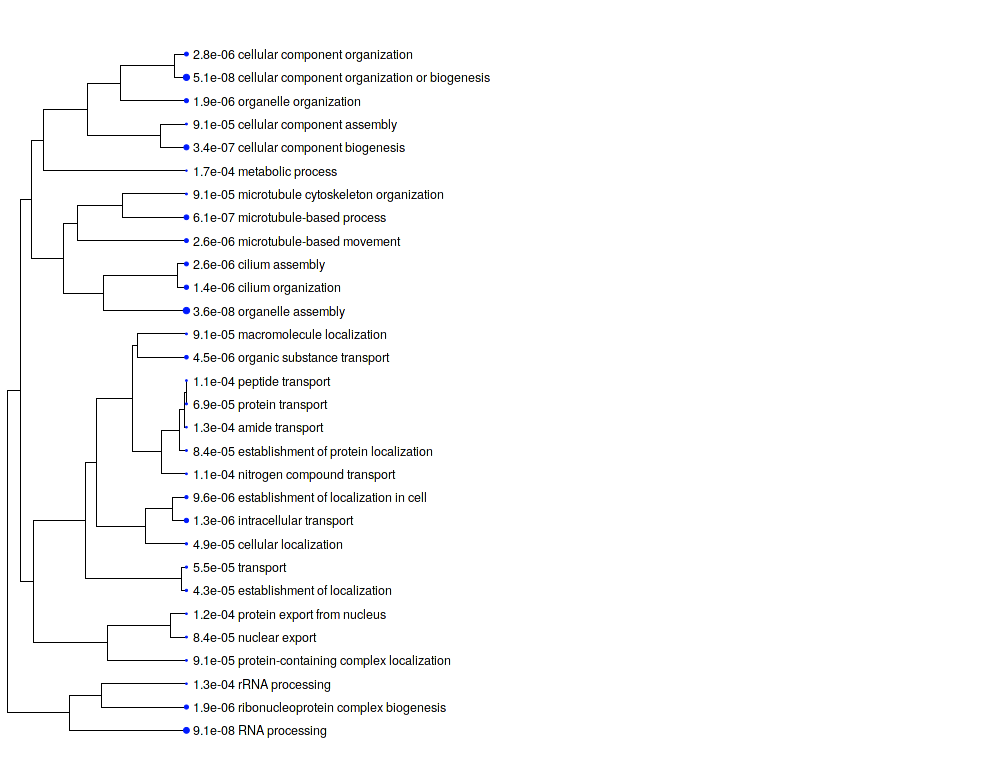 2.8e-06 cellular component organization
5.1e-08 cellular component organization or biogenesis
1.9e-06 organelle organization
9.1e-05 cellular component assembly
3.4e-07 cellular component biogenesis
1.7e-04 metabolic process
9.1e-05 microtubule cytoskeleton organization
6.1e-07 microtubule-based process
2.6e-06 microtubule-based movement
2.6e-06 cilium assembly
1.4e-06 cilium organization
3.6e-08 organelle assembly
9.1e-05 macromolecule localization
4.5e-06 organic substance transport
1.1e-04 peptide transport
6.9e-05 protein transport
1.3e-04 amide transport
8.4e-05 establishment of protein localization
1.1e-04 nitrogen compound transport
9.6e-06 establishment of localization in cell
1.3e-06 intracellular transport
4.9e-05 cellular localization
5.5e-05 transport
4.3e-05 establishment of localization
1.2e-04 protein export from nucleus
8.4e-05 nuclear export
9.1e-05 protein-containing complex localization
1.3e-04 rRNA processing
1.9e-06 ribonucleoprotein complex biogenesis
9.1e-08 RNA processing